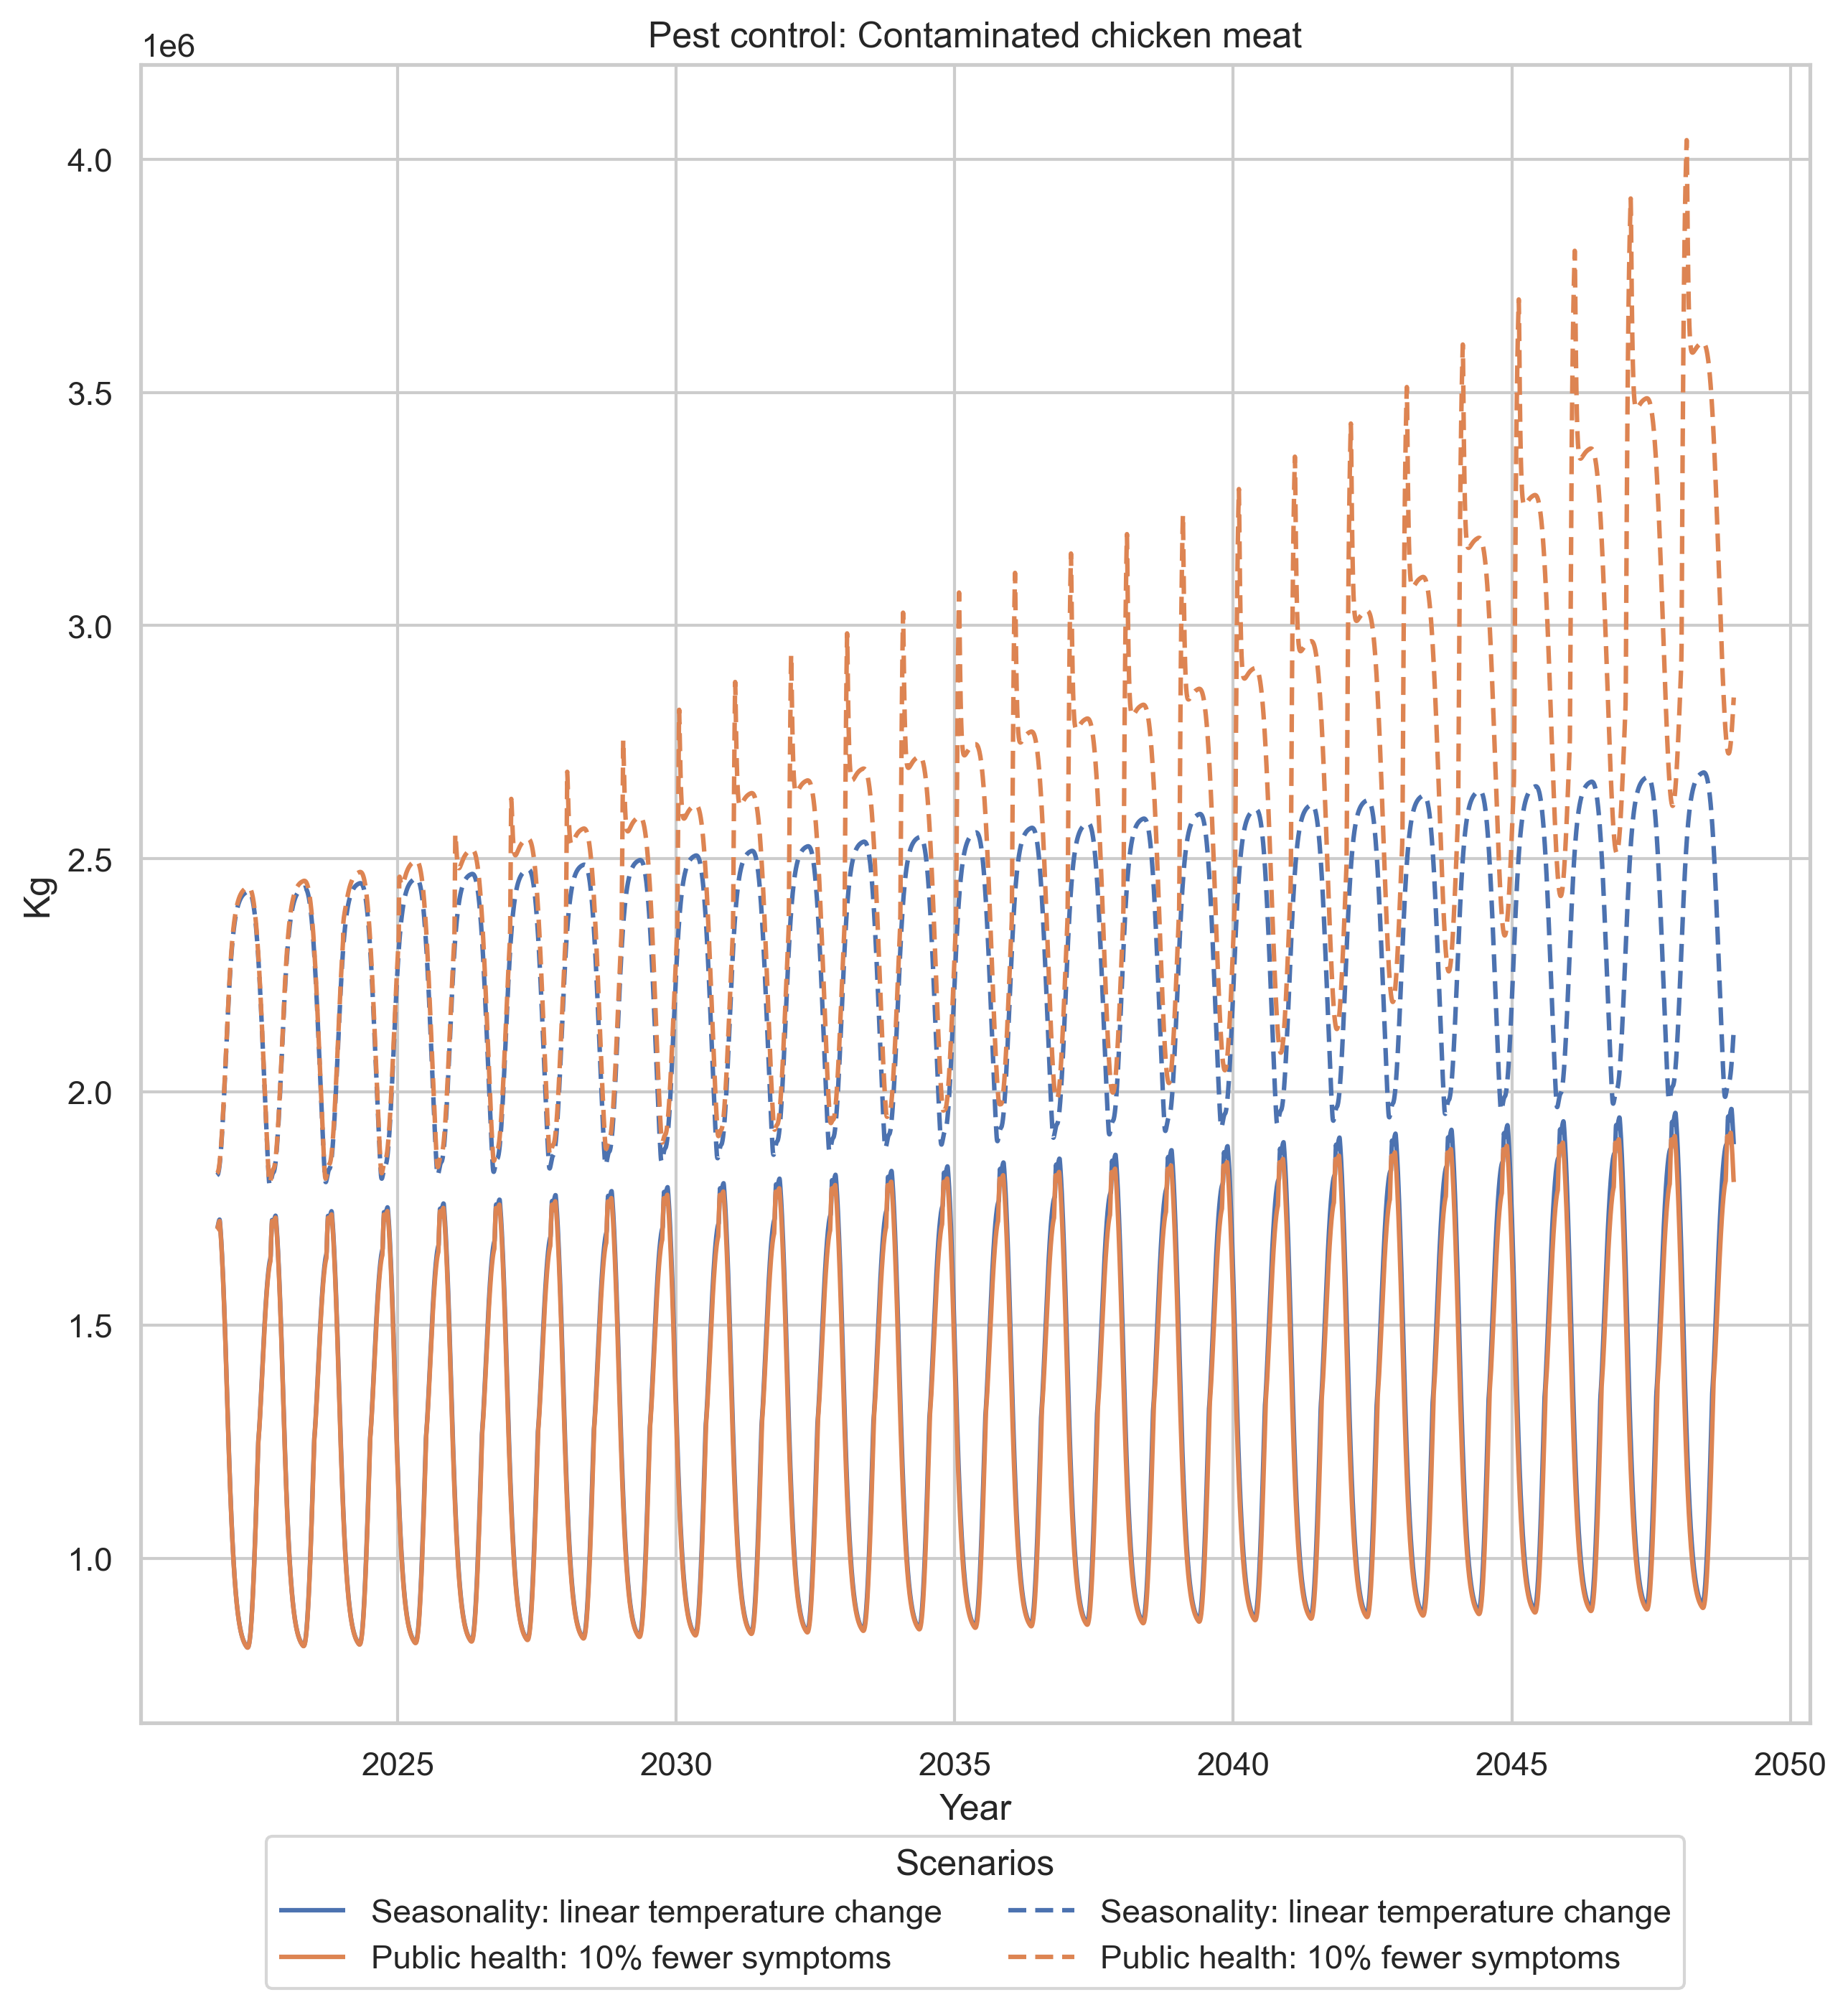 Pest control: Contaminated chicken meat
1e6
4.0
3.5
3.0
2.5
2.0
1.5
1.0
Kg
2025 2030 2035 2040 2045 2050
Year
Scenarios
Seasonality: linear temperature change Seasonality: linear temperature change
Public health: 10% fewer symptoms Public health: 10% fewer symptoms